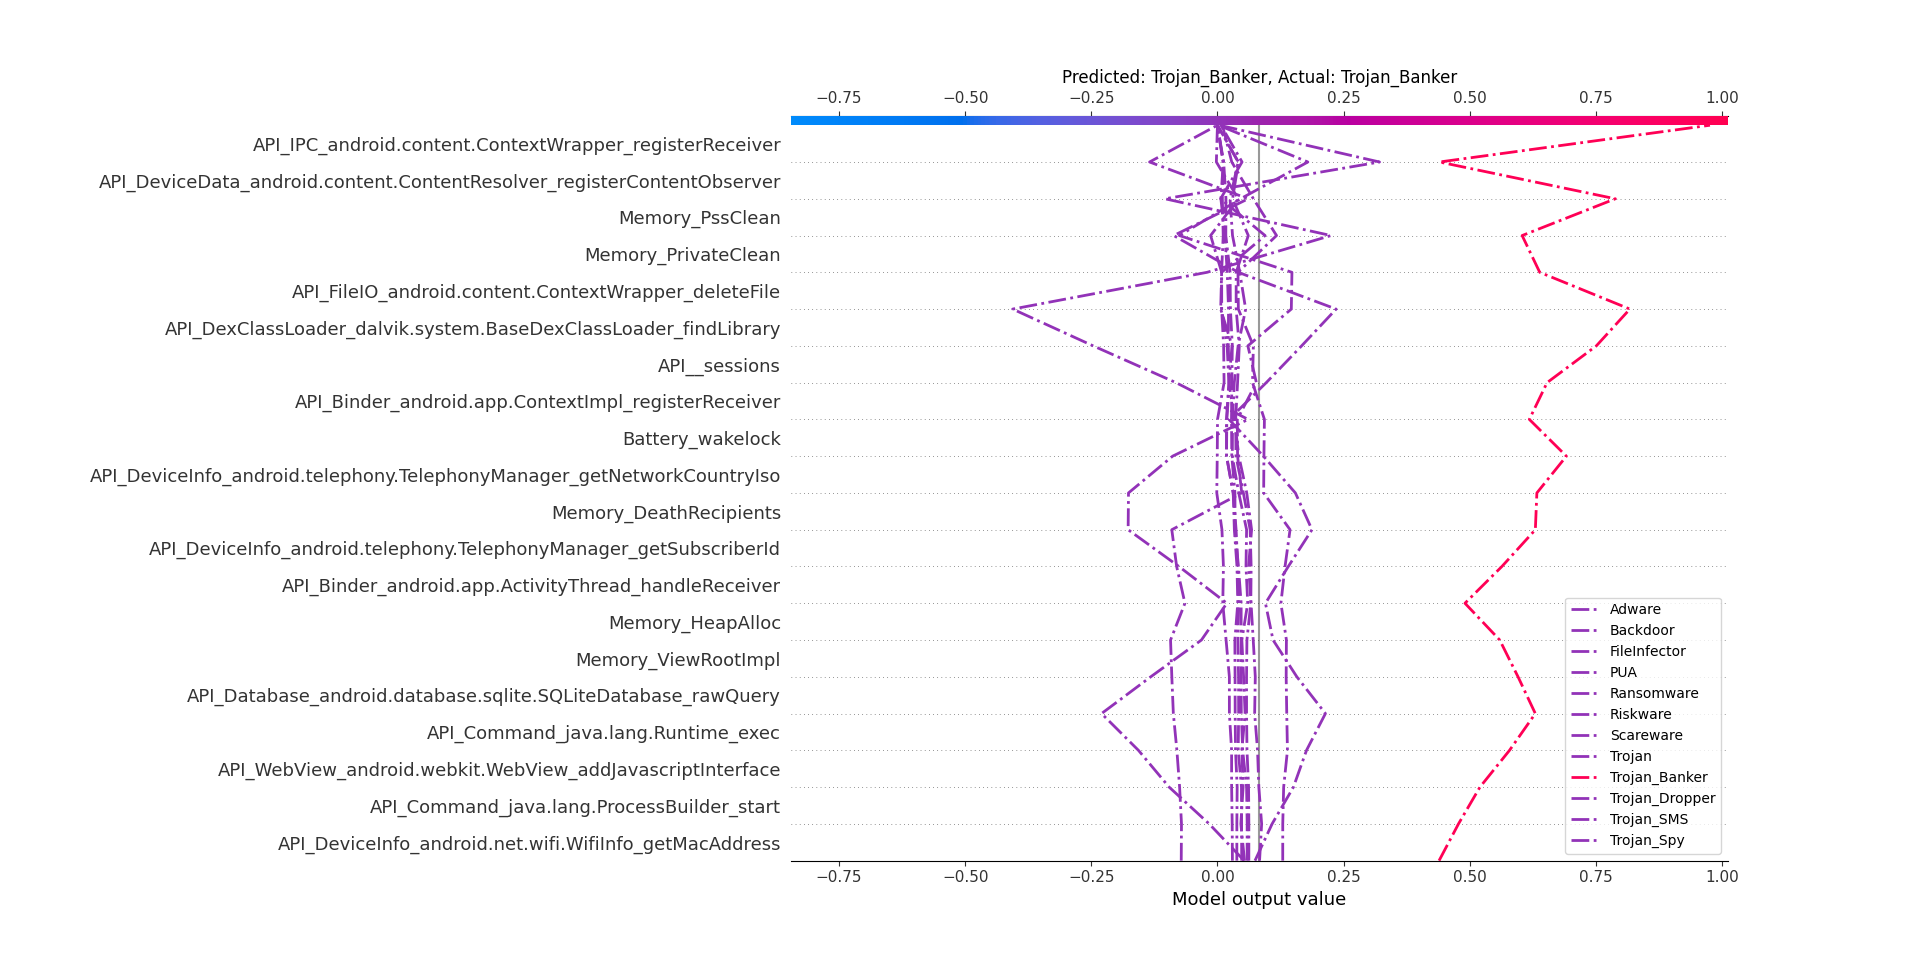 Predicted: Trojan_Banker, Actual: Trojan_Banker
−0.75 −0.50 −0.25 0.00 0.25 0.50 0.75 1.00
API_IPC_android.content.ContextWrapper_registerReceiver
API_DeviceData_android.content.ContentResolver_registerContentObserver
Memory_PssClean
Memory_PrivateClean
API_FileIO_android.content.ContextWrapper_deleteFile
API_DexClassLoader_dalvik.system.BaseDexClassLoader_findLibrary
API__sessions
API_Binder_android.app.ContextImpl_registerReceiver
Battery_wakelock
API_DeviceInfo_android.telephony.TelephonyManager_getNetworkCountryIso
Memory_DeathRecipients
API_DeviceInfo_android.telephony.TelephonyManager_getSubscriberId
API_Binder_android.app.ActivityThread_handleReceiver
Memory_HeapAlloc
Memory_ViewRootImpl
API_Database_android.database.sqlite.SQLiteDatabase_rawQuery
API_Command_java.lang.Runtime_exec
API_WebView_android.webkit.WebView_addJavascriptInterface
API_Command_java.lang.ProcessBuilder_start
API_DeviceInfo_android.net.wifi.WifiInfo_getMacAddress
Adware
Backdoor
FileInfector
PUA
Ransomware
Riskware
Scareware
Trojan
Trojan_Banker
Trojan_Dropper
Trojan_SMS
Trojan_Spy
−0.75 −0.50 −0.25 0.00 0.25 0.50 0.75 1.00
Model output value